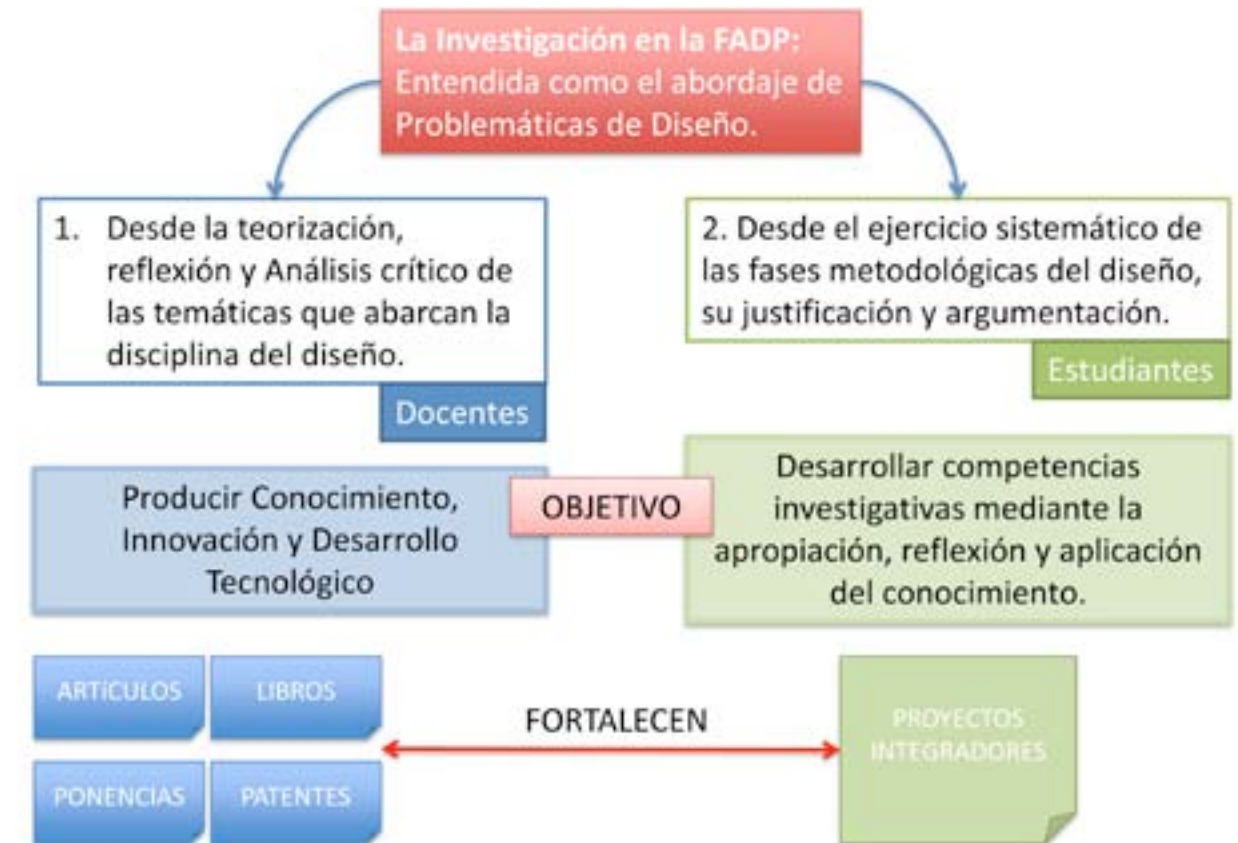 La Investigación en la FADP:
Entendida como el abordaje de
Problemáticas de Diseño.
1. Desde la teorización,
reflexión y Análisis crítico de
las temáticas que abarcan la
disciplina del diseño.
Docentes
2. Desde el ejercicio sistemático de
las fases metodológicas del diseño,
su justificación y argumentación.
Estudiantes
Producir Conocimiento,
Innovación y Desarrollo
Tecnológico
OBJETIVO
Desarrollar competencias
investigativas mediante la
apropiación, reflexión y aplicación
del conocimiento.
ARTíCULOS
LIBROS
PONENCIAS
PATENTES
FORTALECEN
PROYECTOS
INTEGRADORES